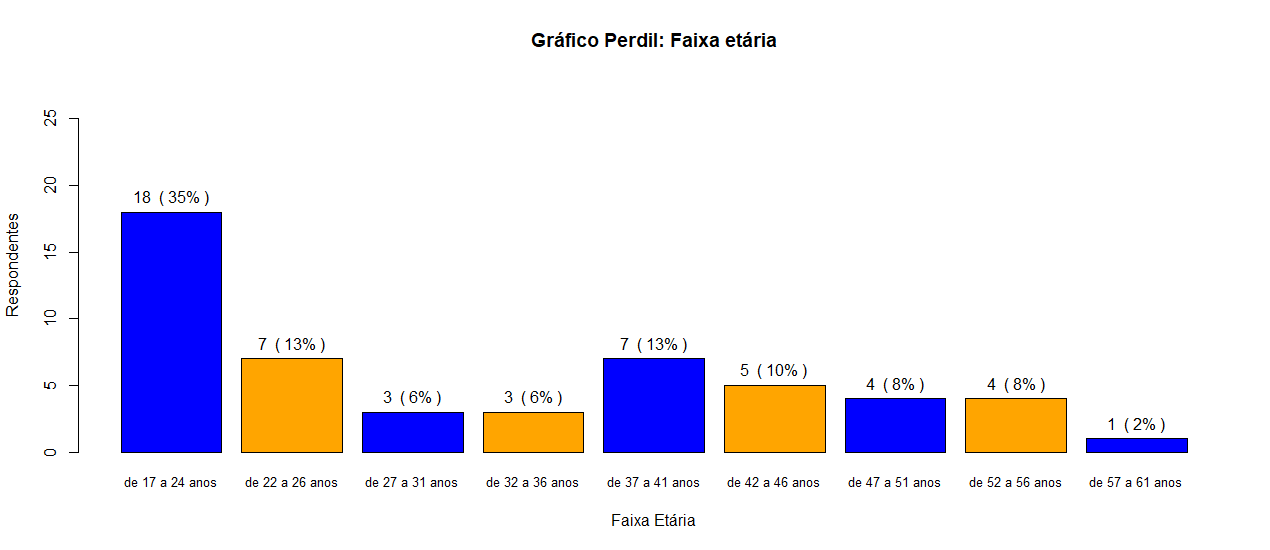 Gráfico Perdil: Faixa etária
Respondentes
25
20
15
10
5
0
18 ( 35% )
7 ( 13% )
3 ( 6% )
3 ( 6% )
7 ( 13% )
5 ( 10% )
4 ( 8% )
4 ( 8% )
1 ( 2% )
de 17 a 24 anos
de 22 a 26 anos
de 27 a 31 anos
de 32 a 36 anos
de 37 a 41 anos
de 42 a 46 anos
de 47 a 51 anos
de 52 a 56 anos
de 57 a 61 anos
Faixa Etária